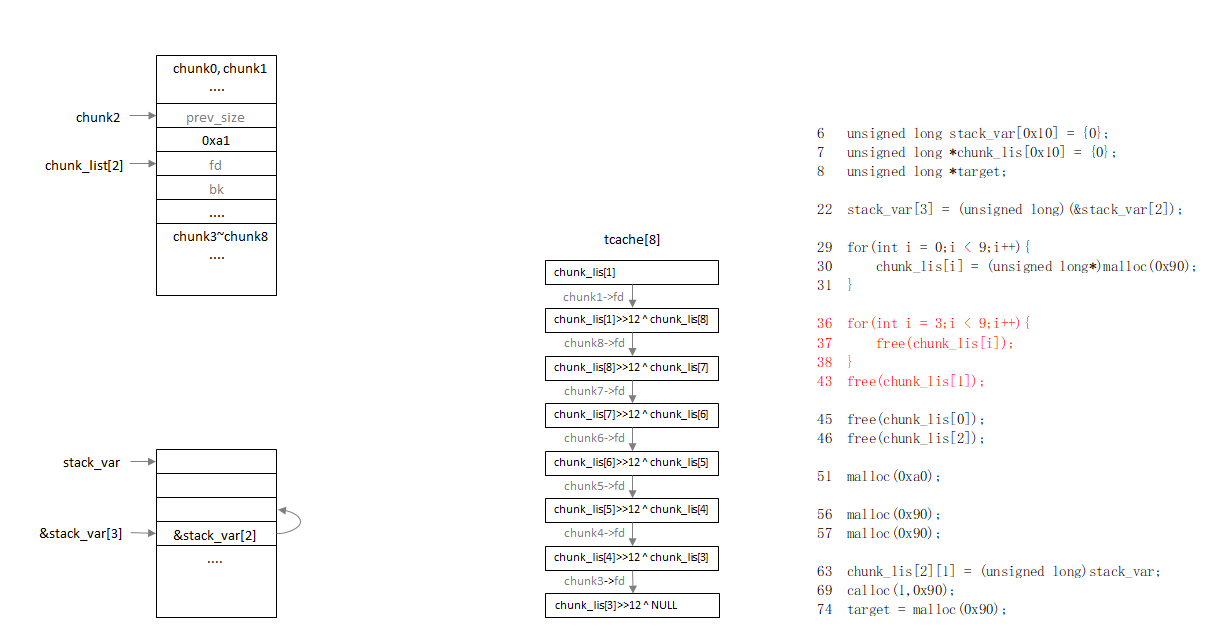 chunk0, chunk1
....
chunk2
prev_size
0xa1
chunk_list[2]
fd
bk
....
chunk3~chunk8
....
stack_var
&stack_var[3]
&stack_var[2]
....
tcache[8]
chunk_lis[1]
chunk1->fd
chunk_lis[1]>>12 ^ chunk_lis[8]
chunk8->fd
chunk_lis[8]>>12 ^ chunk_lis[7]
chunk7->fd
chunk_lis[7]>>12 ^ chunk_lis[6]
chunk6->fd
chunk_lis[6]>>12 ^ chunk_lis[5]
chunk5->fd
chunk_lis[5]>>12 ^ chunk_lis[4]
chunk4->fd
chunk_lis[4]>>12 ^ chunk_lis[3]
chunk3->fd
chunk_lis[3]>>12 ^ NULL
6 unsigned long stack_var[0x10] = {0};
7 unsigned long *chunk_lis[0x10] = {0};
8 unsigned long *target;
22 stack_var[3] = (unsigned long)(&stack_var[2]);
29 for(int i = 0;i < 9;i++){
30 chunk_lis[i] = (unsigned long*)malloc(0x90);
31 }
36 for(int i = 3;i < 9;i++){
37 free(chunk_lis[i]);
38 }
43 free(chunk_lis[1]);
45 free(chunk_lis[0]);
46 free(chunk_lis[2]);
51 malloc(0xa0);
56 malloc(0x90);
57 malloc(0x90);
63 chunk_lis[2][1] = (unsigned long)stack_var;
69 calloc(1,0x90);
74 target = malloc(0x90);